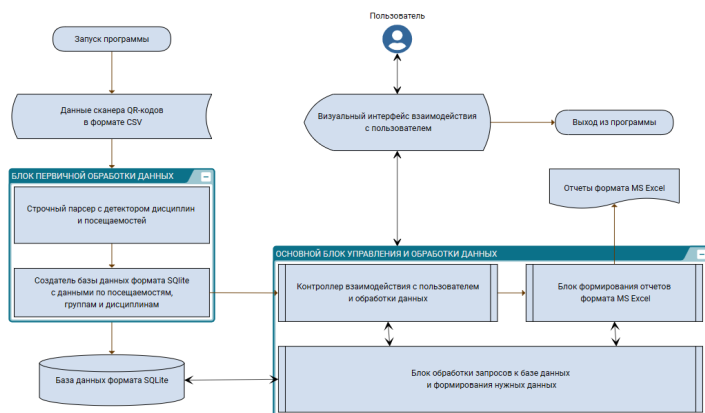 Пользователь
Запуск программы
Данные сканера QR-кодов
в формате CSV
Визуальный интерфейс взаимодействия
с пользователем
Выход из программы
БЛОК ПЕРВИЧНОЙ ОБРАБОТКИ ДАННЫХ
Строчный парсер с детектором дисциплин
и посещаемостей
Отчеты формата MS Excel
ОСНОВНОЙ БЛОК УПРАВЛЕНИЯ И ОБРАБОТКИ ДАННЫХ
Создатель базы данных формата SQlite
с данными по посещаемостям,
группам и дисциплинам
Контроллер взаимодействия с пользователем
и обработки данных
Блок формирования отчетов
формата MS Excel
База данных формата SQLite
Блок обработки запросов к базе данных
и формирования нужных данных